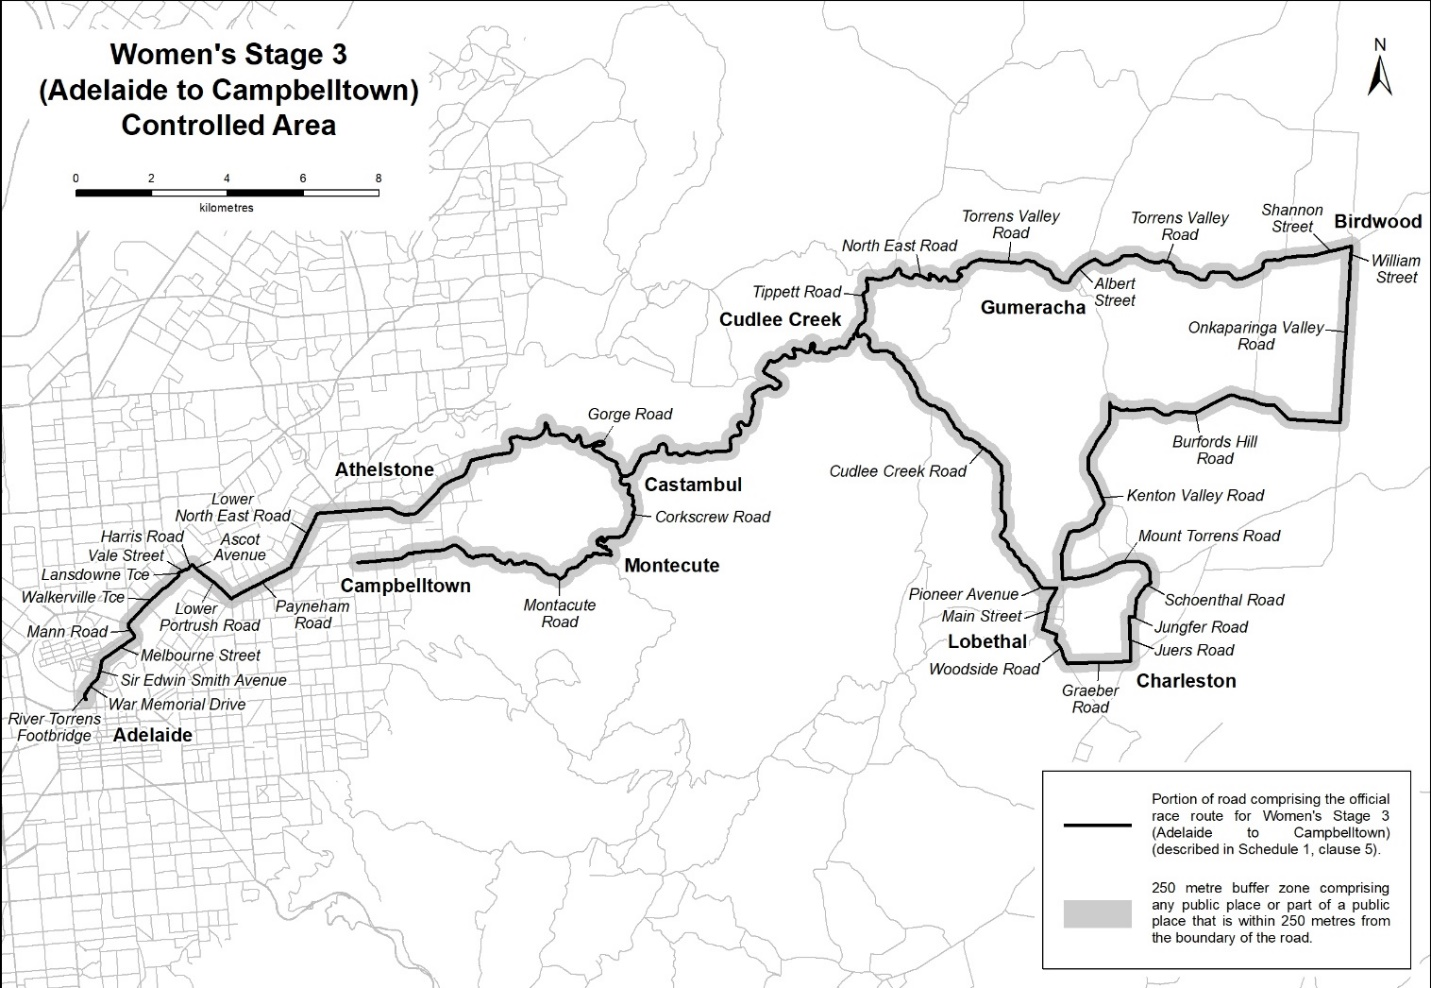 Women's Stage 3
(Adelaide to Campbelltown)
Controlled Area
N
0 2 4 6 8
kilometres
Shannon
Street
Birdwood
Torrens Valley
Road
Torrens Valley
Road
North East Road
William
Street
Tippett Road
Albert
Street
Gumeracha
Cudlee Creek
Onkaparinga Valley
Road
Gorge Road
Burfords Hill
Road
Athelstone
Cudlee Creek Road
Castambul
Kenton Valley Road
Lower
North East Road
Corkscrew Road
Harris Road
Ascot
Avenue
Mount Torrens Road
Vale Street
Montecute
Lansdowne Tce
Campbelltown
Walkerville Tce
Pioneer Avenue
Schoenthal Road
Lower
Portrush Road
Payneham
Road
Montacute
Road
Main Street
Mann Road
Jungfer Road
Lobethal
Juers Road
Melbourne Street
Woodside Road
Sir Edwin Smith Avenue
Charleston
Graeber
Road
War Memorial Drive
River Torrens
Footbridge
Adelaide
Portion of road comprising the official
race route for Women's Stage 3
(Adelaide to Campbelltown)
(described in Schedule 1, clause 5).
250 metre buffer zone comprising
any public place or part of a public
place that is within 250 metres from
the boundary of the road.